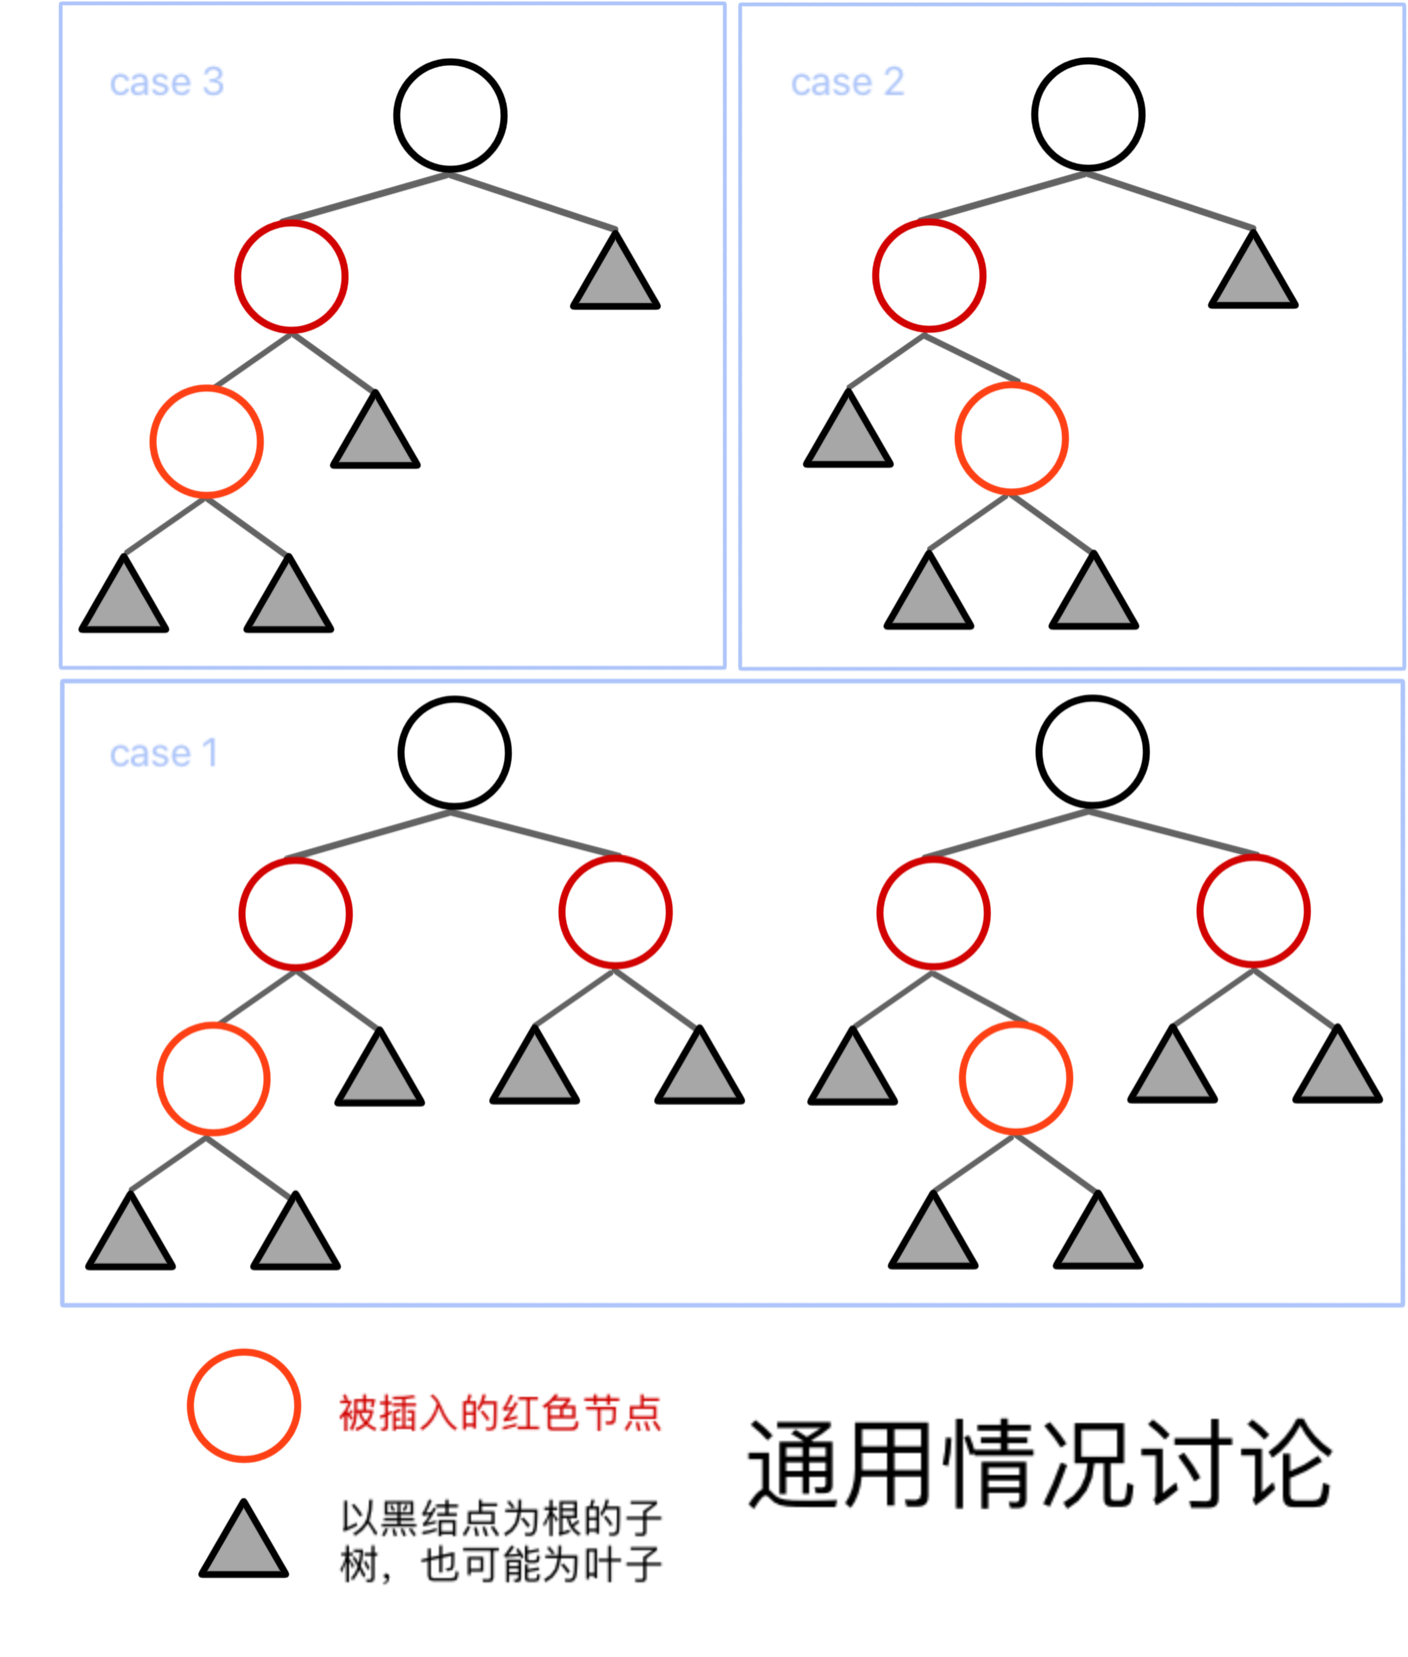 case 3
case 2
case 1
被插入的红色节点
以黑结点为根的子
树，也可能为叶子
通用情况讨论